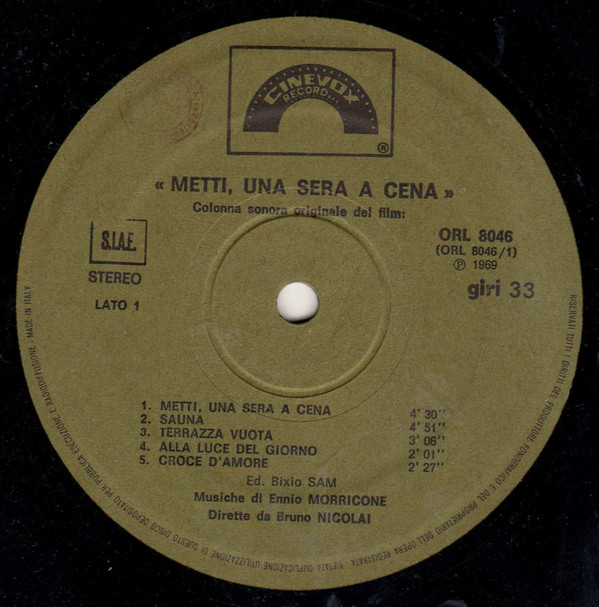 CINEVOX
RECORD...
®
« METTI, UNA SERA A CENA »
Colonna sonora originale del film:
S.I.A.E.
STEREO
LATO 1
ORL 8046
(ORL 8046/1)
℗ 1969
giri 33
1. METTI, UNA SERA A CENA 4' 30''
2. SAUNA 4' 51''
3. TERRAZZA VUOTA 3' 06''
4. ALLA LUCE DEL GIORNO 2' 01''
5. CROCE D'AMORE 2' 27''
Ed. Bixio SAM
Musiche di Ennio MORRICONE
Dirette da Bruno NICOLAI
RISERVATI TUTTI I DIRITTI DEL PRODUTTORE FONOGRAFICO E DEL PROPRIETARIO DELL'OPERA REGISTRATA. VIETATA DUPLICAZIONE UTILIZZAZIONE DI QUESTO DISCO DEPOSITATO PER PUBBLICA ESECUZIONE E RADIODIFFUSIONE - MADE IN ITALY